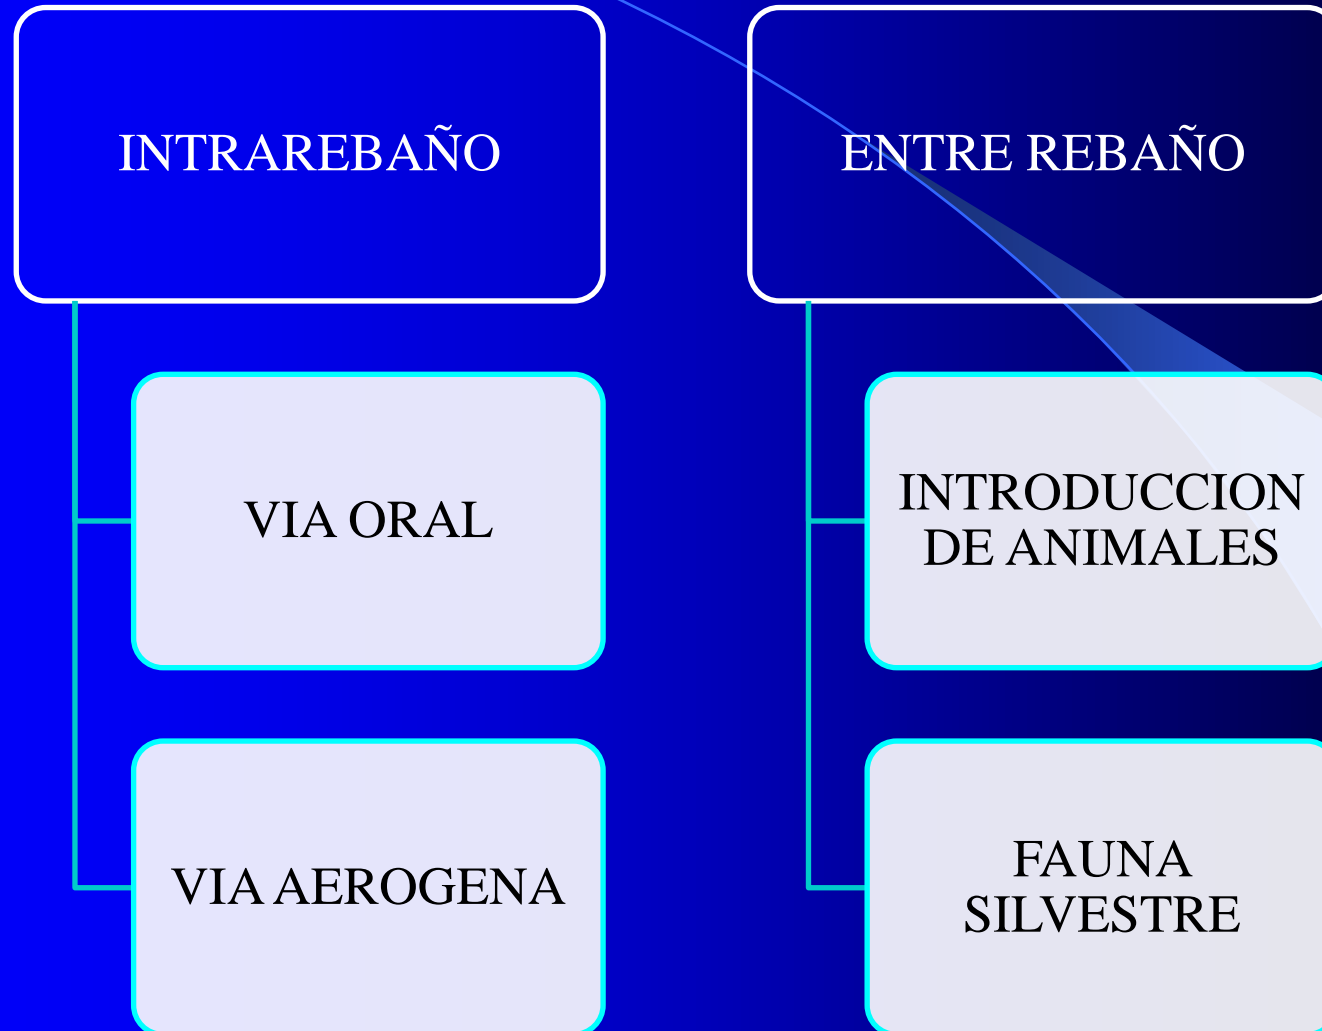 INTRAREBAÑO
VIA ORAL
VIA AEROGENA
ENTRE REBAÑO
INTRODUCCION
DE ANIMALES
FAUNA
SILVESTRE